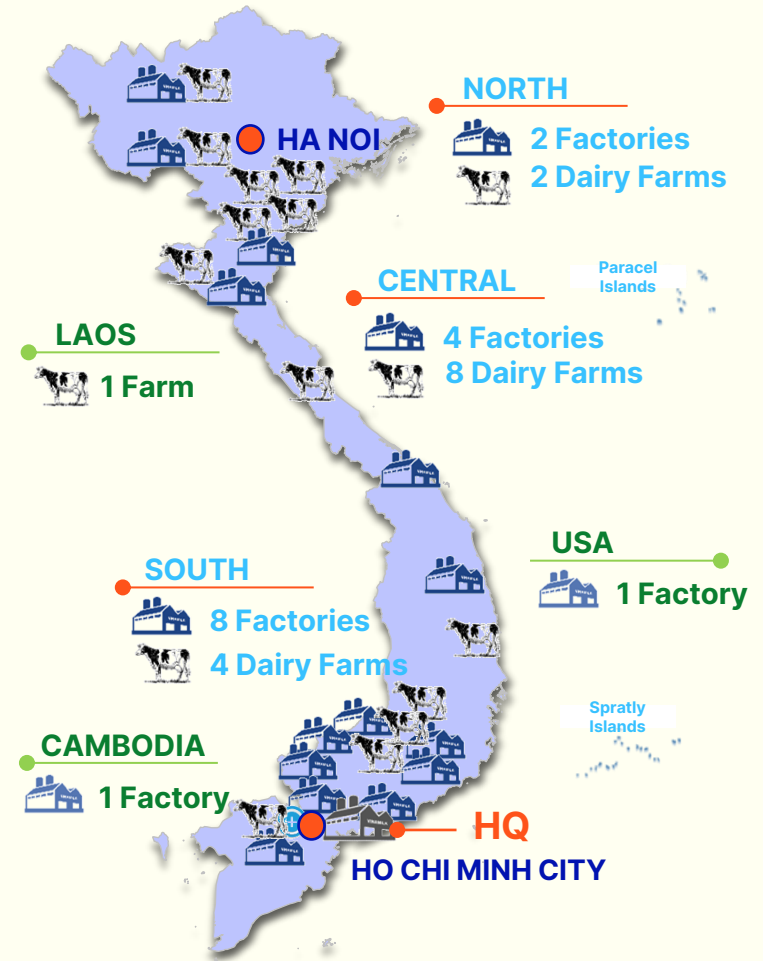 NORTH
HA NOI
2 Factories
2 Dairy Farms
Paracel
Islands
CENTRAL
4 Factories
8 Dairy Farms
LAOS
1 Farm
USA
1 Factory
SOUTH
8 Factories
4 Dairy Farms
Spratly
Islands
CAMBODIA
1 Factory
HQ
HO CHI MINH CITY